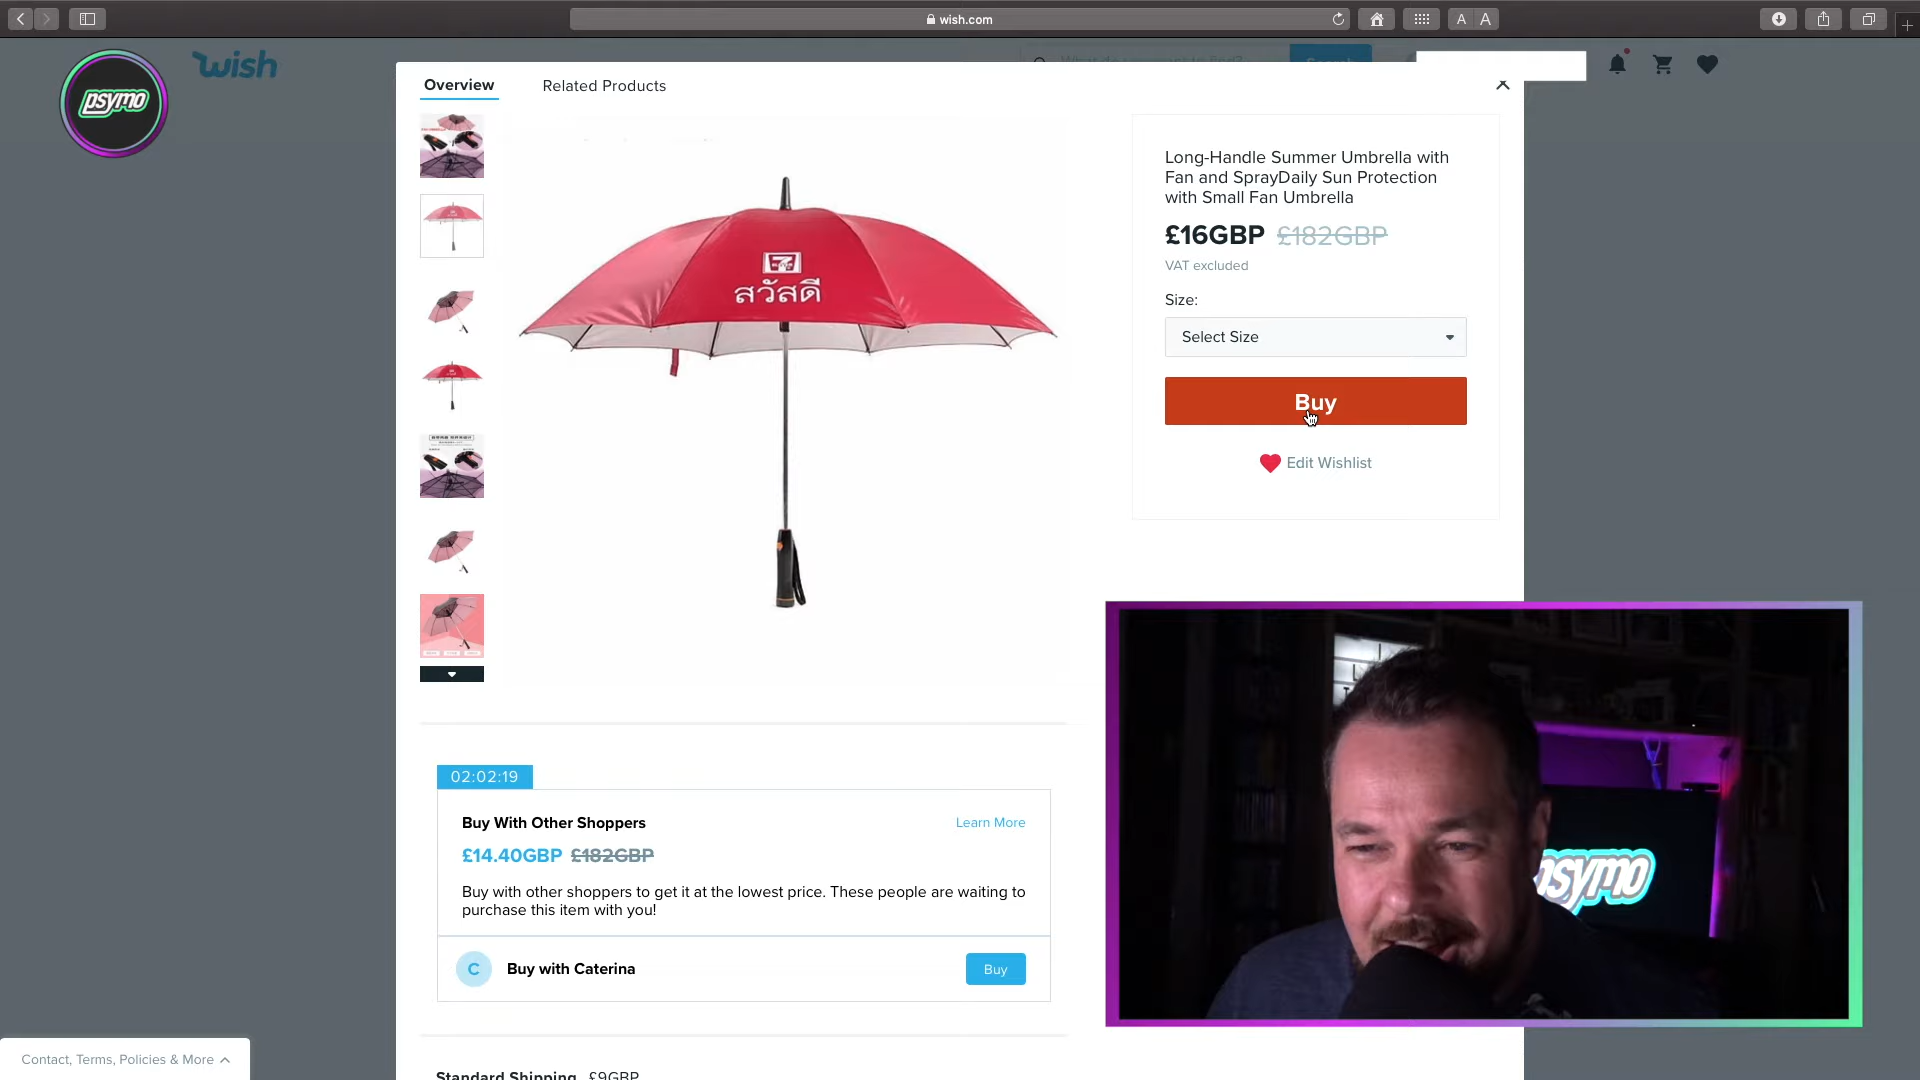 wish.com
A A
psymo
wish
Overview
Related Products
7
สวัสดี
Long-Handle Summer Umbrella with
Fan and SprayDaily Sun Protection
with Small Fan Umbrella
£16GBP £182GBP
VAT excluded
Size:
Select Size
Buy
Edit Wishlist
02:02:19
Buy With Other Shoppers
Learn More
£14.40GBP £182GBP
Buy with other shoppers to get it at the lowest price. These people are waiting to
purchase this item with you!
C
Buy with Caterina
Buy
psymo
Contact, Terms, Policies & More
Standard Shipping £9GBP